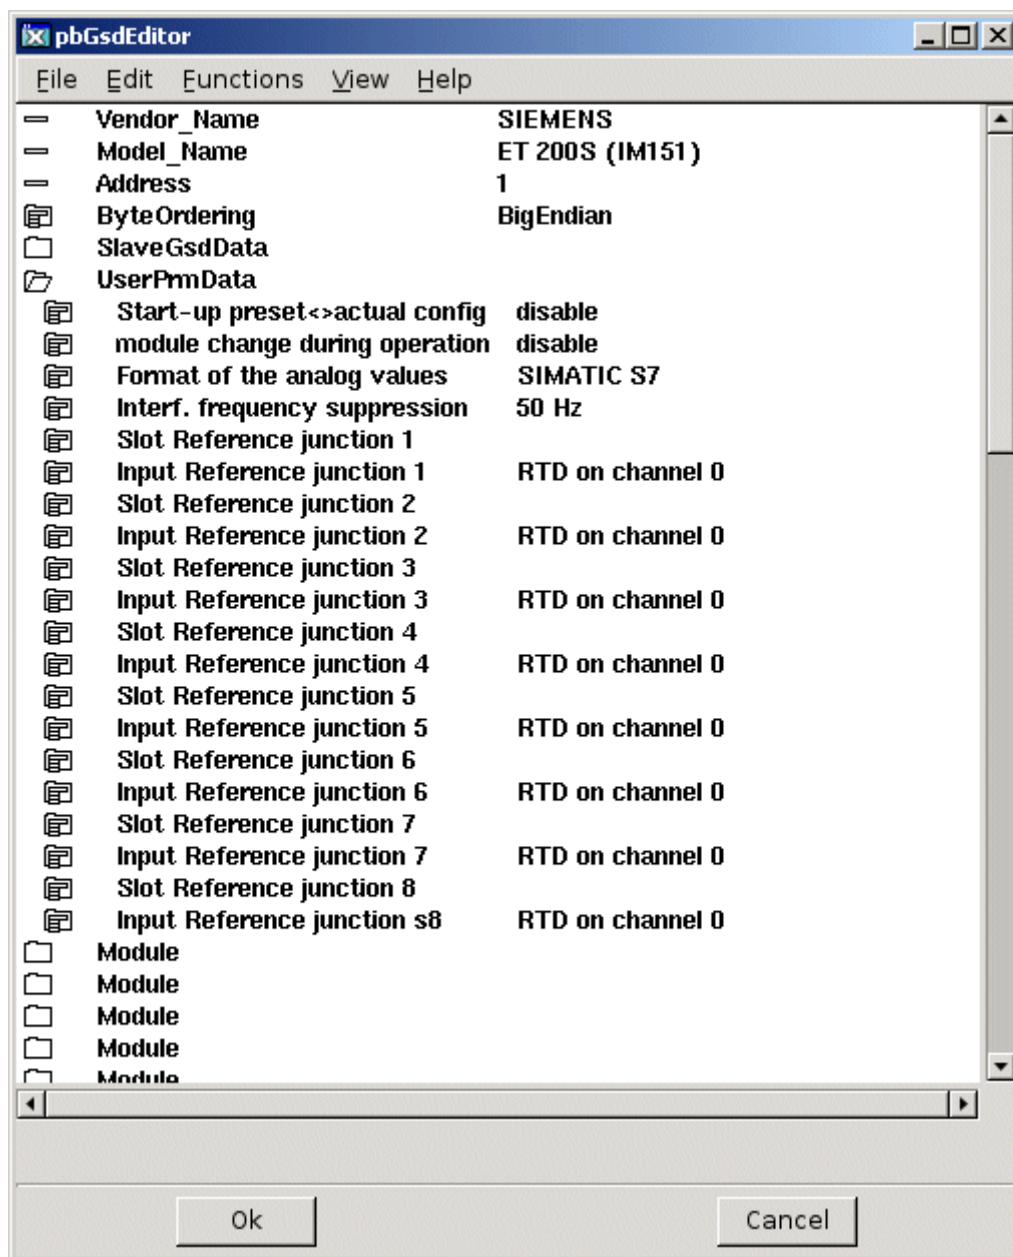 pbGsdEditor
File Edit Functions View Help
Vendor_Name SIEMENS
Model_Name ET 200S (IM151)
Address 1
ByteOrdering BigEndian
SlaveGsdData
UserPrmData
Start-up preset<>actual config disable
module change during operation disable
Format of the analog values SIMATIC S7
Interf. frequency suppression 50 Hz
Slot Reference junction 1
Input Reference junction 1 RTD on channel 0
Slot Reference junction 2
Input Reference junction 2 RTD on channel 0
Slot Reference junction 3
Input Reference junction 3 RTD on channel 0
Slot Reference junction 4
Input Reference junction 4 RTD on channel 0
Slot Reference junction 5
Input Reference junction 5 RTD on channel 0
Slot Reference junction 6
Input Reference junction 6 RTD on channel 0
Slot Reference junction 7
Input Reference junction 7 RTD on channel 0
Slot Reference junction 8
Input Reference junction s8 RTD on channel 0
Module
Module
Module
Module
Module
Ok Cancel